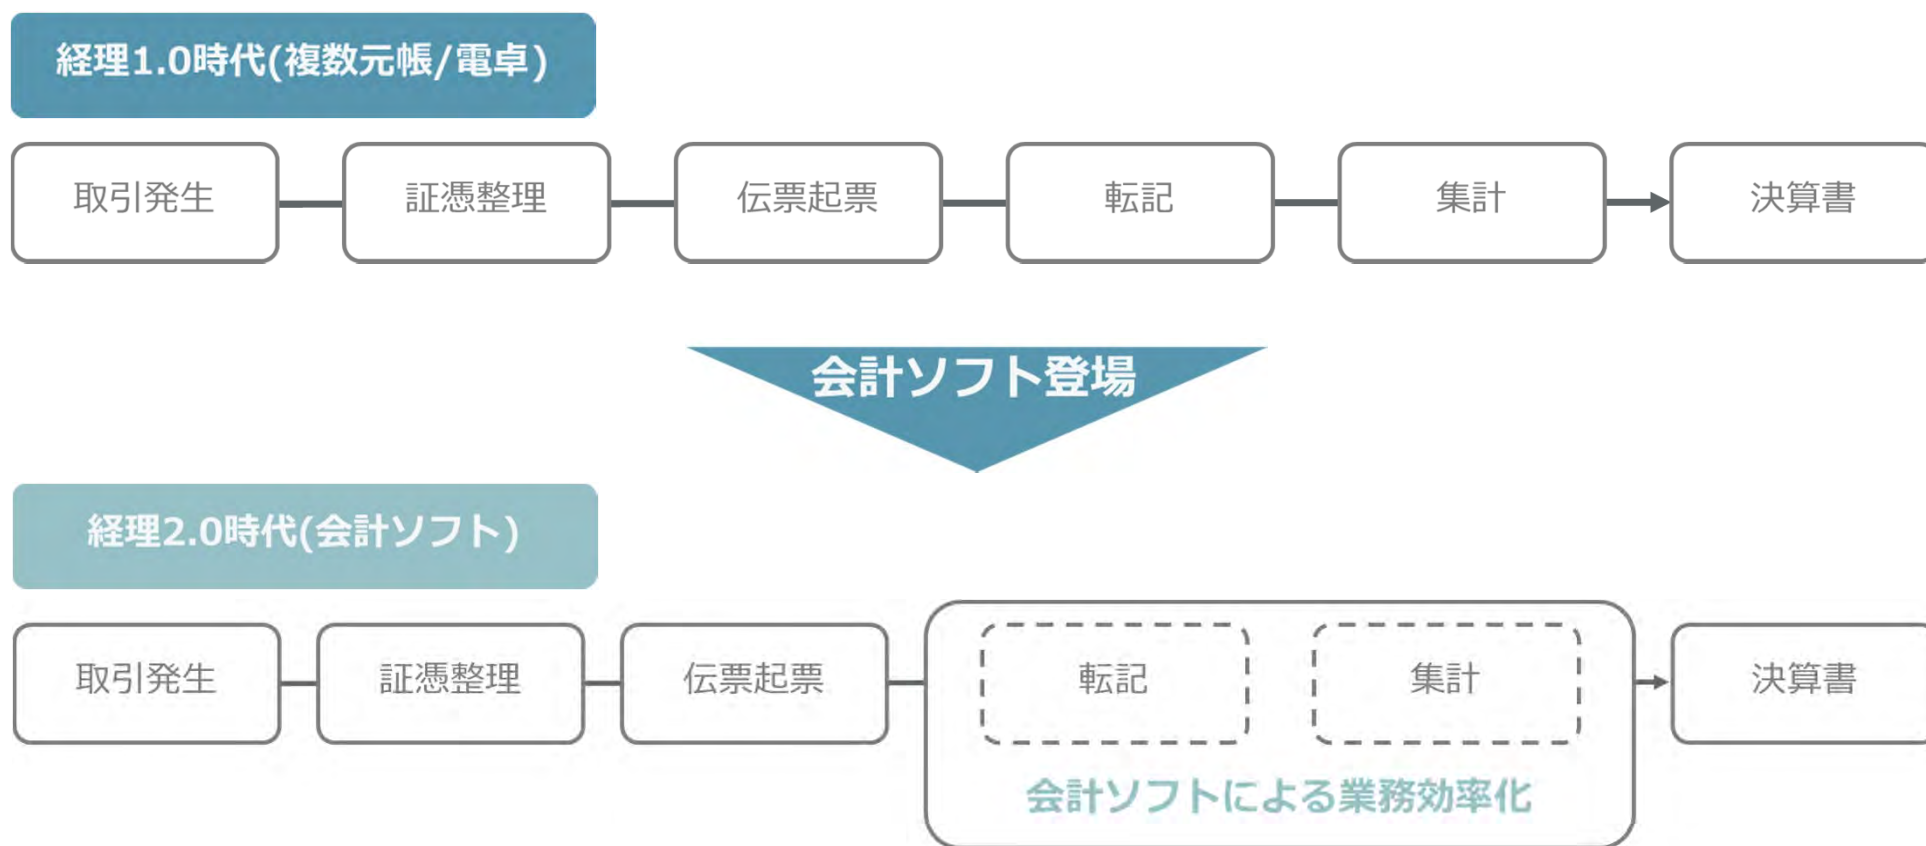 経理1.0時代(複数元帳/電卓)
取引発生
証憑整理
伝票起票
転記
集計
決算書
会計ソフト登場
経理2.0時代(会計ソフト)
取引発生
証憑整理
伝票起票
転記
集計
決算書
会計ソフトによる業務効率化